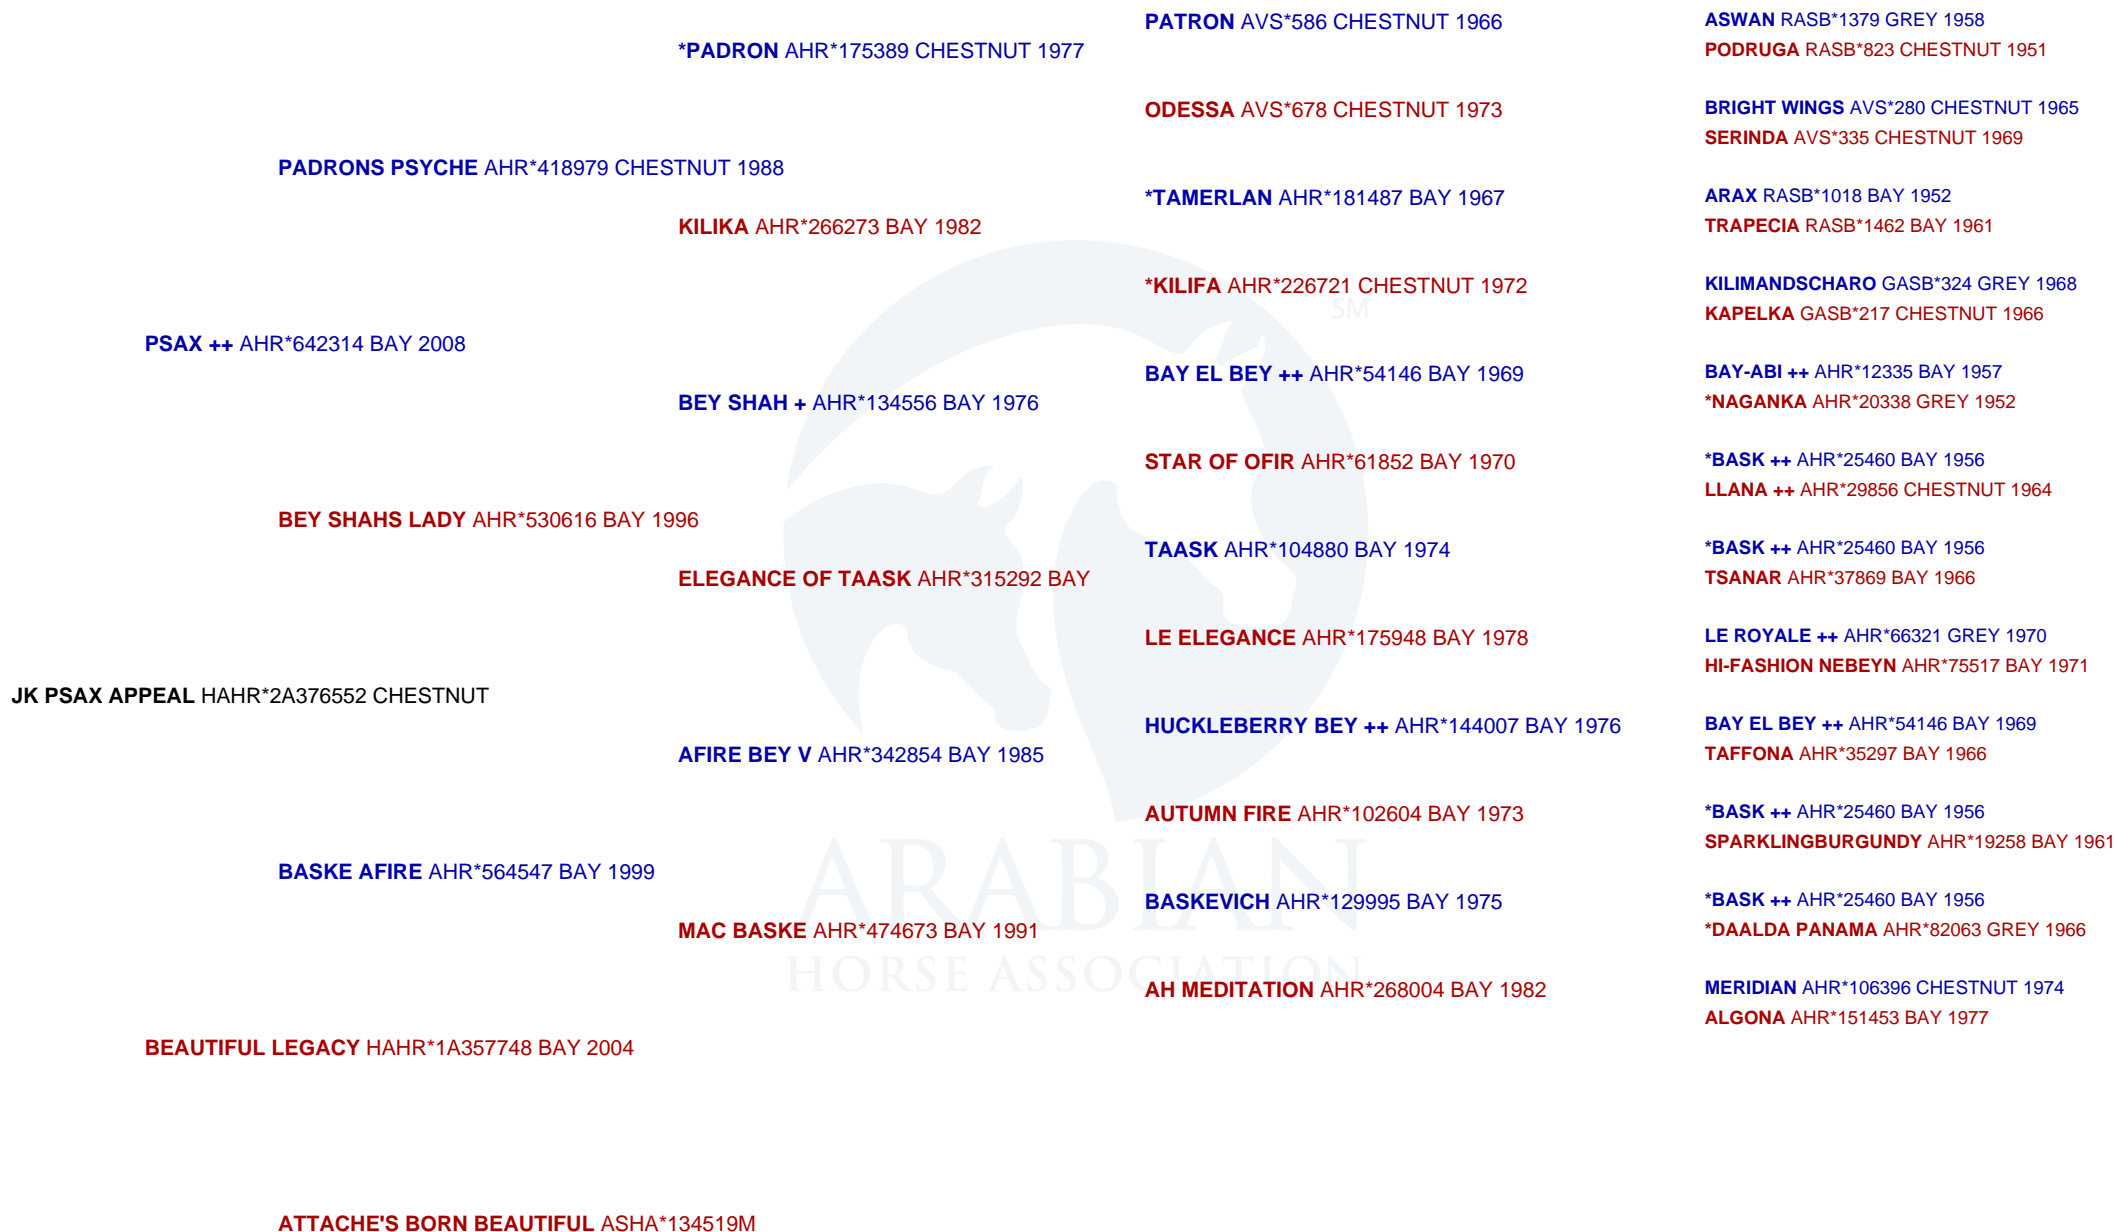 PATRON AVS*586 CHESTNUT 1966
ASWAN RASB*1379 GREY 1958
*PADRON AHR*175389 CHESTNUT 1977
PODRUGA RASB*823 CHESTNUT 1951
ODESSA AVS*678 CHESTNUT 1973
BRIGHT WINGS AVS*280 CHESTNUT 1965
SERINDA AVS*335 CHESTNUT 1969
PADRONS PSYCHE AHR*418979 CHESTNUT 1988
*TAMERLAN AHR*181487 BAY 1967
ARAX RASB*1018 BAY 1952
KILIKA AHR*266273 BAY 1982
TRAPECIA RASB*1462 BAY 1961
*KILIFA AHR*226721 CHESTNUT 1972
KILIMANDSCHARO GASB*324 GREY 1968
SM
KAPELKA GASB*217 CHESTNUT 1966
PSAX ++ AHR*642314 BAY 2008
BAY EL BEY ++ AHR*54146 BAY 1969
BAY-ABI ++ AHR*12335 BAY 1957
BEY SHAH + AHR*134556 BAY 1976
*NAGANKA AHR*20338 GREY 1952
STAR OF OFIR AHR*61852 BAY 1970
*BASK ++ AHR*25460 BAY 1956
LLANA ++ AHR*29856 CHESTNUT 1964
BEY SHAHS LADY AHR*530616 BAY 1996
TAASK AHR*104880 BAY 1974
*BASK ++ AHR*25460 BAY 1956
ELEGANCE OF TAASK AHR*315292 BAY
TSANAR AHR*37869 BAY 1966
LE ELEGANCE AHR*175948 BAY 1978
LE ROYALE ++ AHR*66321 GREY 1970
HI-FASHION NEBEYN AHR*75517 BAY 1971
JK PSAX APPEAL HAHR*2A376552 CHESTNUT
HUCKLEBERRY BEY ++ AHR*144007 BAY 1976
BAY EL BEY ++ AHR*54146 BAY 1969
AFIRE BEY V AHR*342854 BAY 1985
TAFFONA AHR*35297 BAY 1966
AUTUMN FIRE AHR*102604 BAY 1973
*BASK ++ AHR*25460 BAY 1956
SPARKLINGBURGUNDY AHR*19258 BAY 1961
BASKE AFIRE AHR*564547 BAY 1999
ARABIAN
BASKEVICH AHR*129995 BAY 1975
*BASK ++ AHR*25460 BAY 1956
MAC BASKE AHR*474673 BAY 1991
*DAALDA PANAMA AHR*82063 GREY 1966
HORSE ASSOCIATION
AH MEDITATION AHR*268004 BAY 1982
MERIDIAN AHR*106396 CHESTNUT 1974
ALGONA AHR*151453 BAY 1977
BEAUTIFUL LEGACY HAHR*1A357748 BAY 2004
ATTACHE'S BORN BEAUTIFUL ASHA*134519M